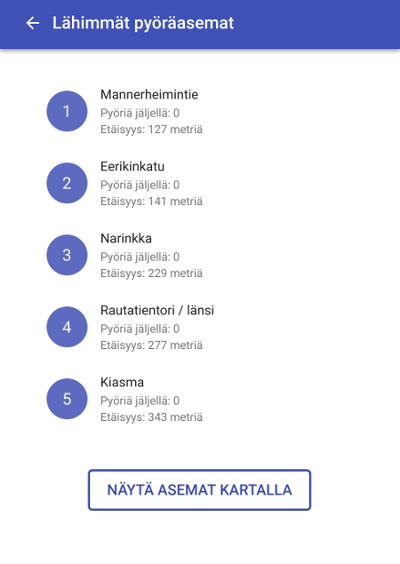 Lähimmät pyöräasemat
1
Mannerheimintie
Pyöriä jäljellä: 0
Etäisyys: 127 metriä
2
Eerikinkatu
Pyöriä jäljellä: 0
Etäisyys: 141 metriä
3
Narinkka
Pyöriä jäljellä: 0
Etäisyys: 229 metriä
4
Rautatientori / länsi
Pyöriä jäljellä: 0
Etäisyys: 277 metriä
5
Kiasma
Pyöriä jäljellä: 0
Etäisyys: 343 metriä
NÄYTÄ ASEMAT KARTALLA